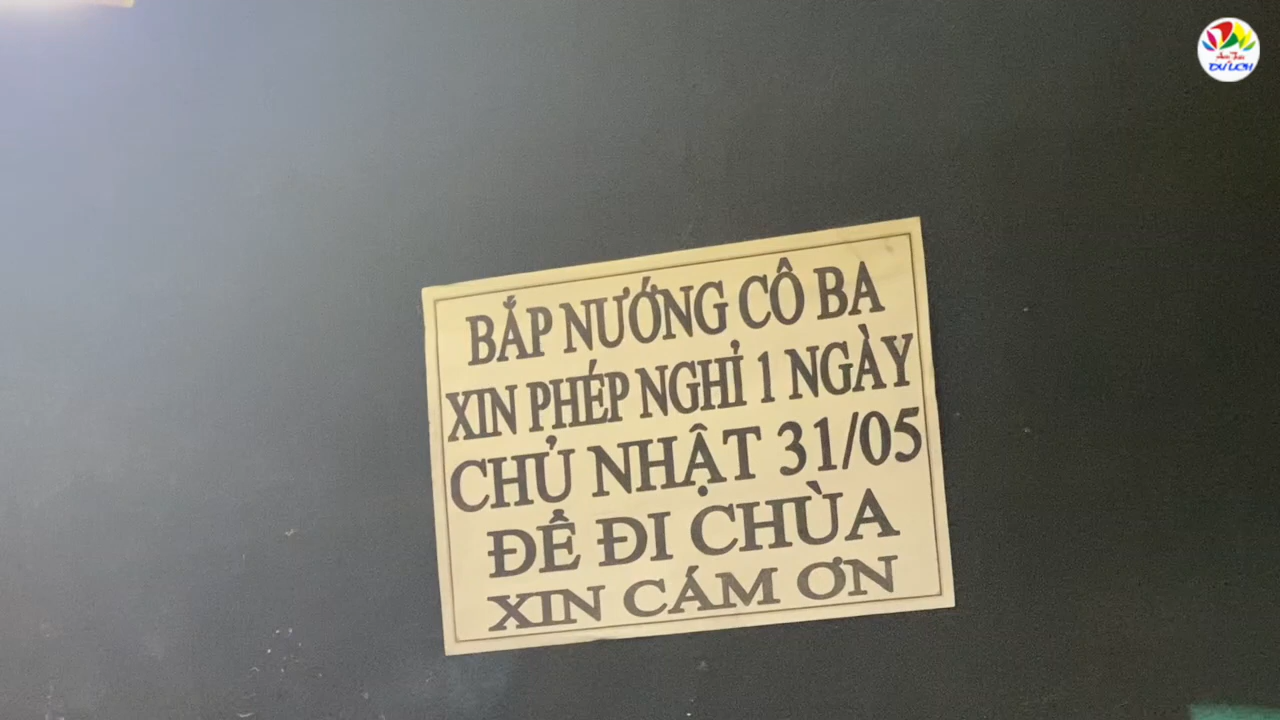 BẮP NƯỚNG CÔ BA
XIN PHÉP NGHỈ 1 NGÀY
CHỦ NHẬT 31/05
ĐỂ ĐI CHÙA
XIN CÁM ƠN